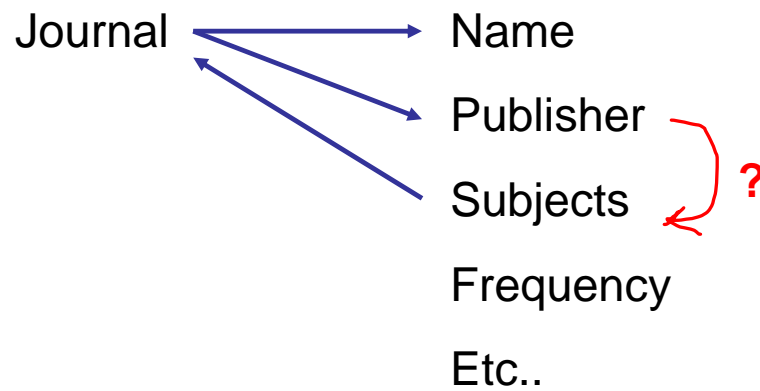 Journal Name
Publisher
?
Subjects
Frequency
Etc..